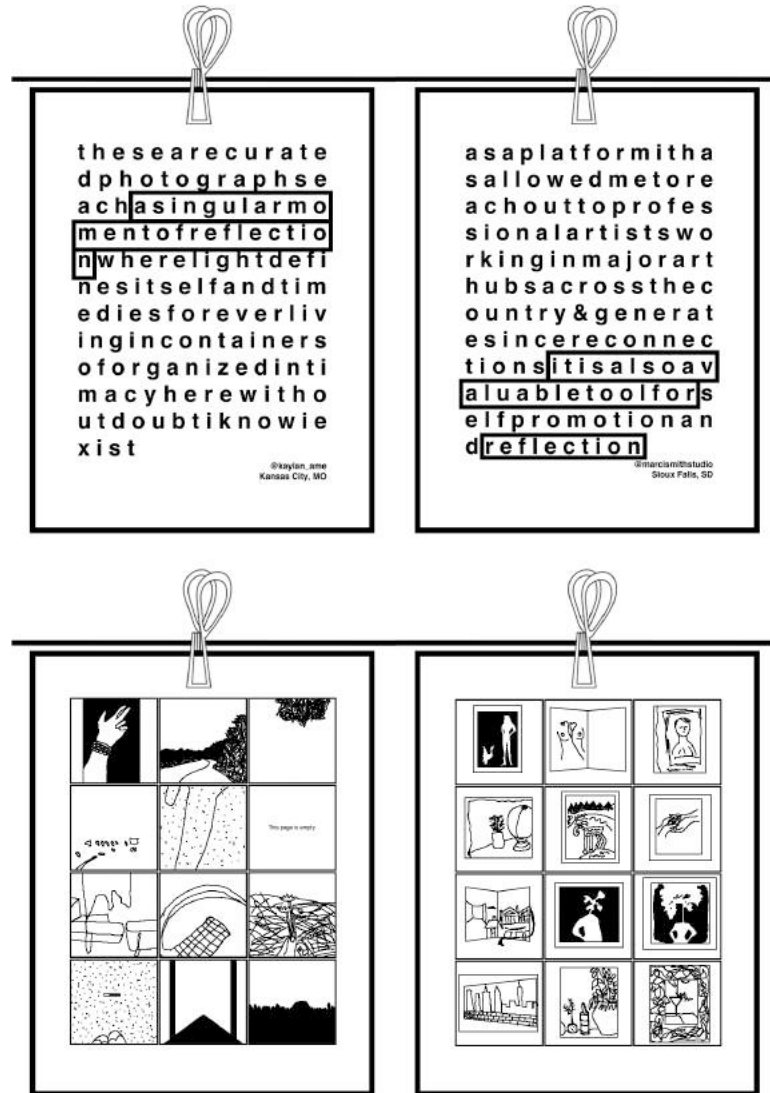 thesearecurate
dphotographse
achasingularmo
mentofreflectio
nwherelightdefi
nesitselfandtim
ediesforeverliv
ingincontainers
oforganizedinti
macyherewitho
utdoubtiknowie
xist
@kaylan_ame
Kansas City, MO
asaplatformitha
sallowedmetore
achouttoprofes
sionalartistswo
rkinginmajorart
hubsacrossthec
ountry&generat
esincereconnec
tionsitisalsoav
aluabletoolfors
elfpromotionan
dreflection
@marcismithstudio
Sioux Falls, SD
This page is empty